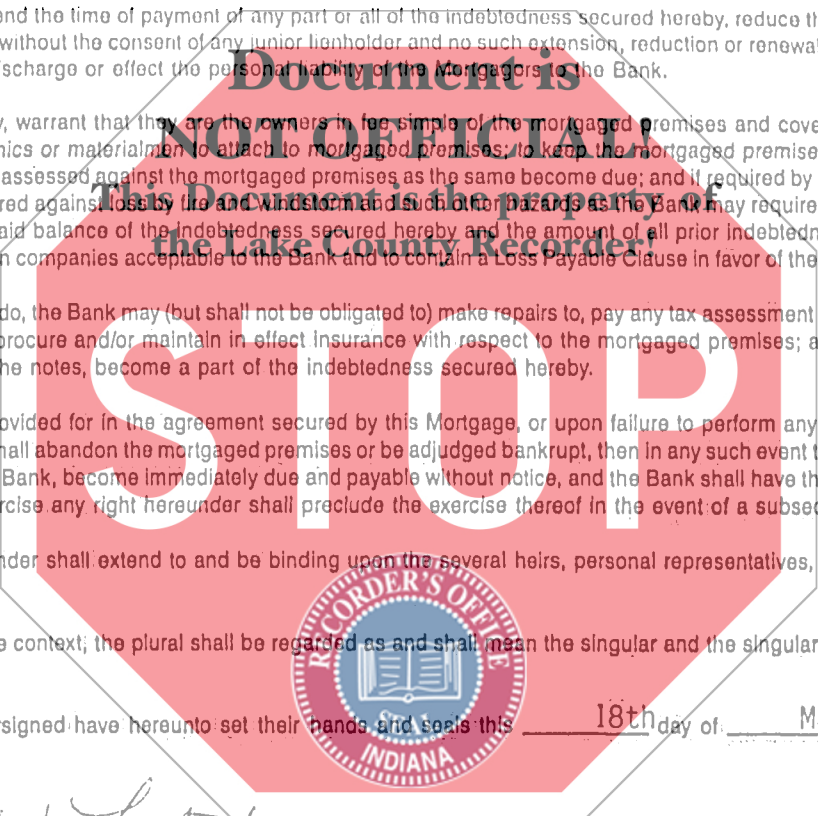 end the time of payment of any part or all of the indebtedness secured hereby, reduce th
without the consent of any junior lienholder and no such extension, reduction or renewal
ischarge or effect the personal liability of the Mortgagors to the Bank.
Document is
NOT OFFICIAL!
This Document is the property of
the Lake County Recorder!
y, warrant that they are the owners in fee simple of the mortgaged premises and cove
nics or materialmen to attach to mortgaged premises; to keep the mortgaged premise
assessed against the mortgaged premises as the same become due; and if required by
red against loss by fire and windstorm and such other hazards as the Bank may require
aid balance of the indebtedness secured hereby and the amount of all prior indebtedn
n companies acceptable to the Bank and to contain a Loss Payable Clause in favor of the
do, the Bank may (but shall not be obligated to) make repairs to, pay any tax assessment
procure and/or maintain in effect insurance with respect to the mortgaged premises; a
he notes, become a part of the indebtedness secured hereby.
STOP
ovided for in the agreement secured by this Mortgage, or upon failure to perform any
hall abandon the mortgaged premises or be adjudged bankrupt, then in any such event t
Bank, become immediately due and payable without notice, and the Bank shall have th
rcise any right hereunder shall preclude the exercise thereof in the event of a subseq
nder shall extend to and be binding upon the several heirs, personal representatives,
e context; the plural shall be regarded as and shall mean the singular and the singular
rsigned have hereunto set their hands and seals this 18th day of M
RECORDER'S OFFICE
SEAL
INDIANA